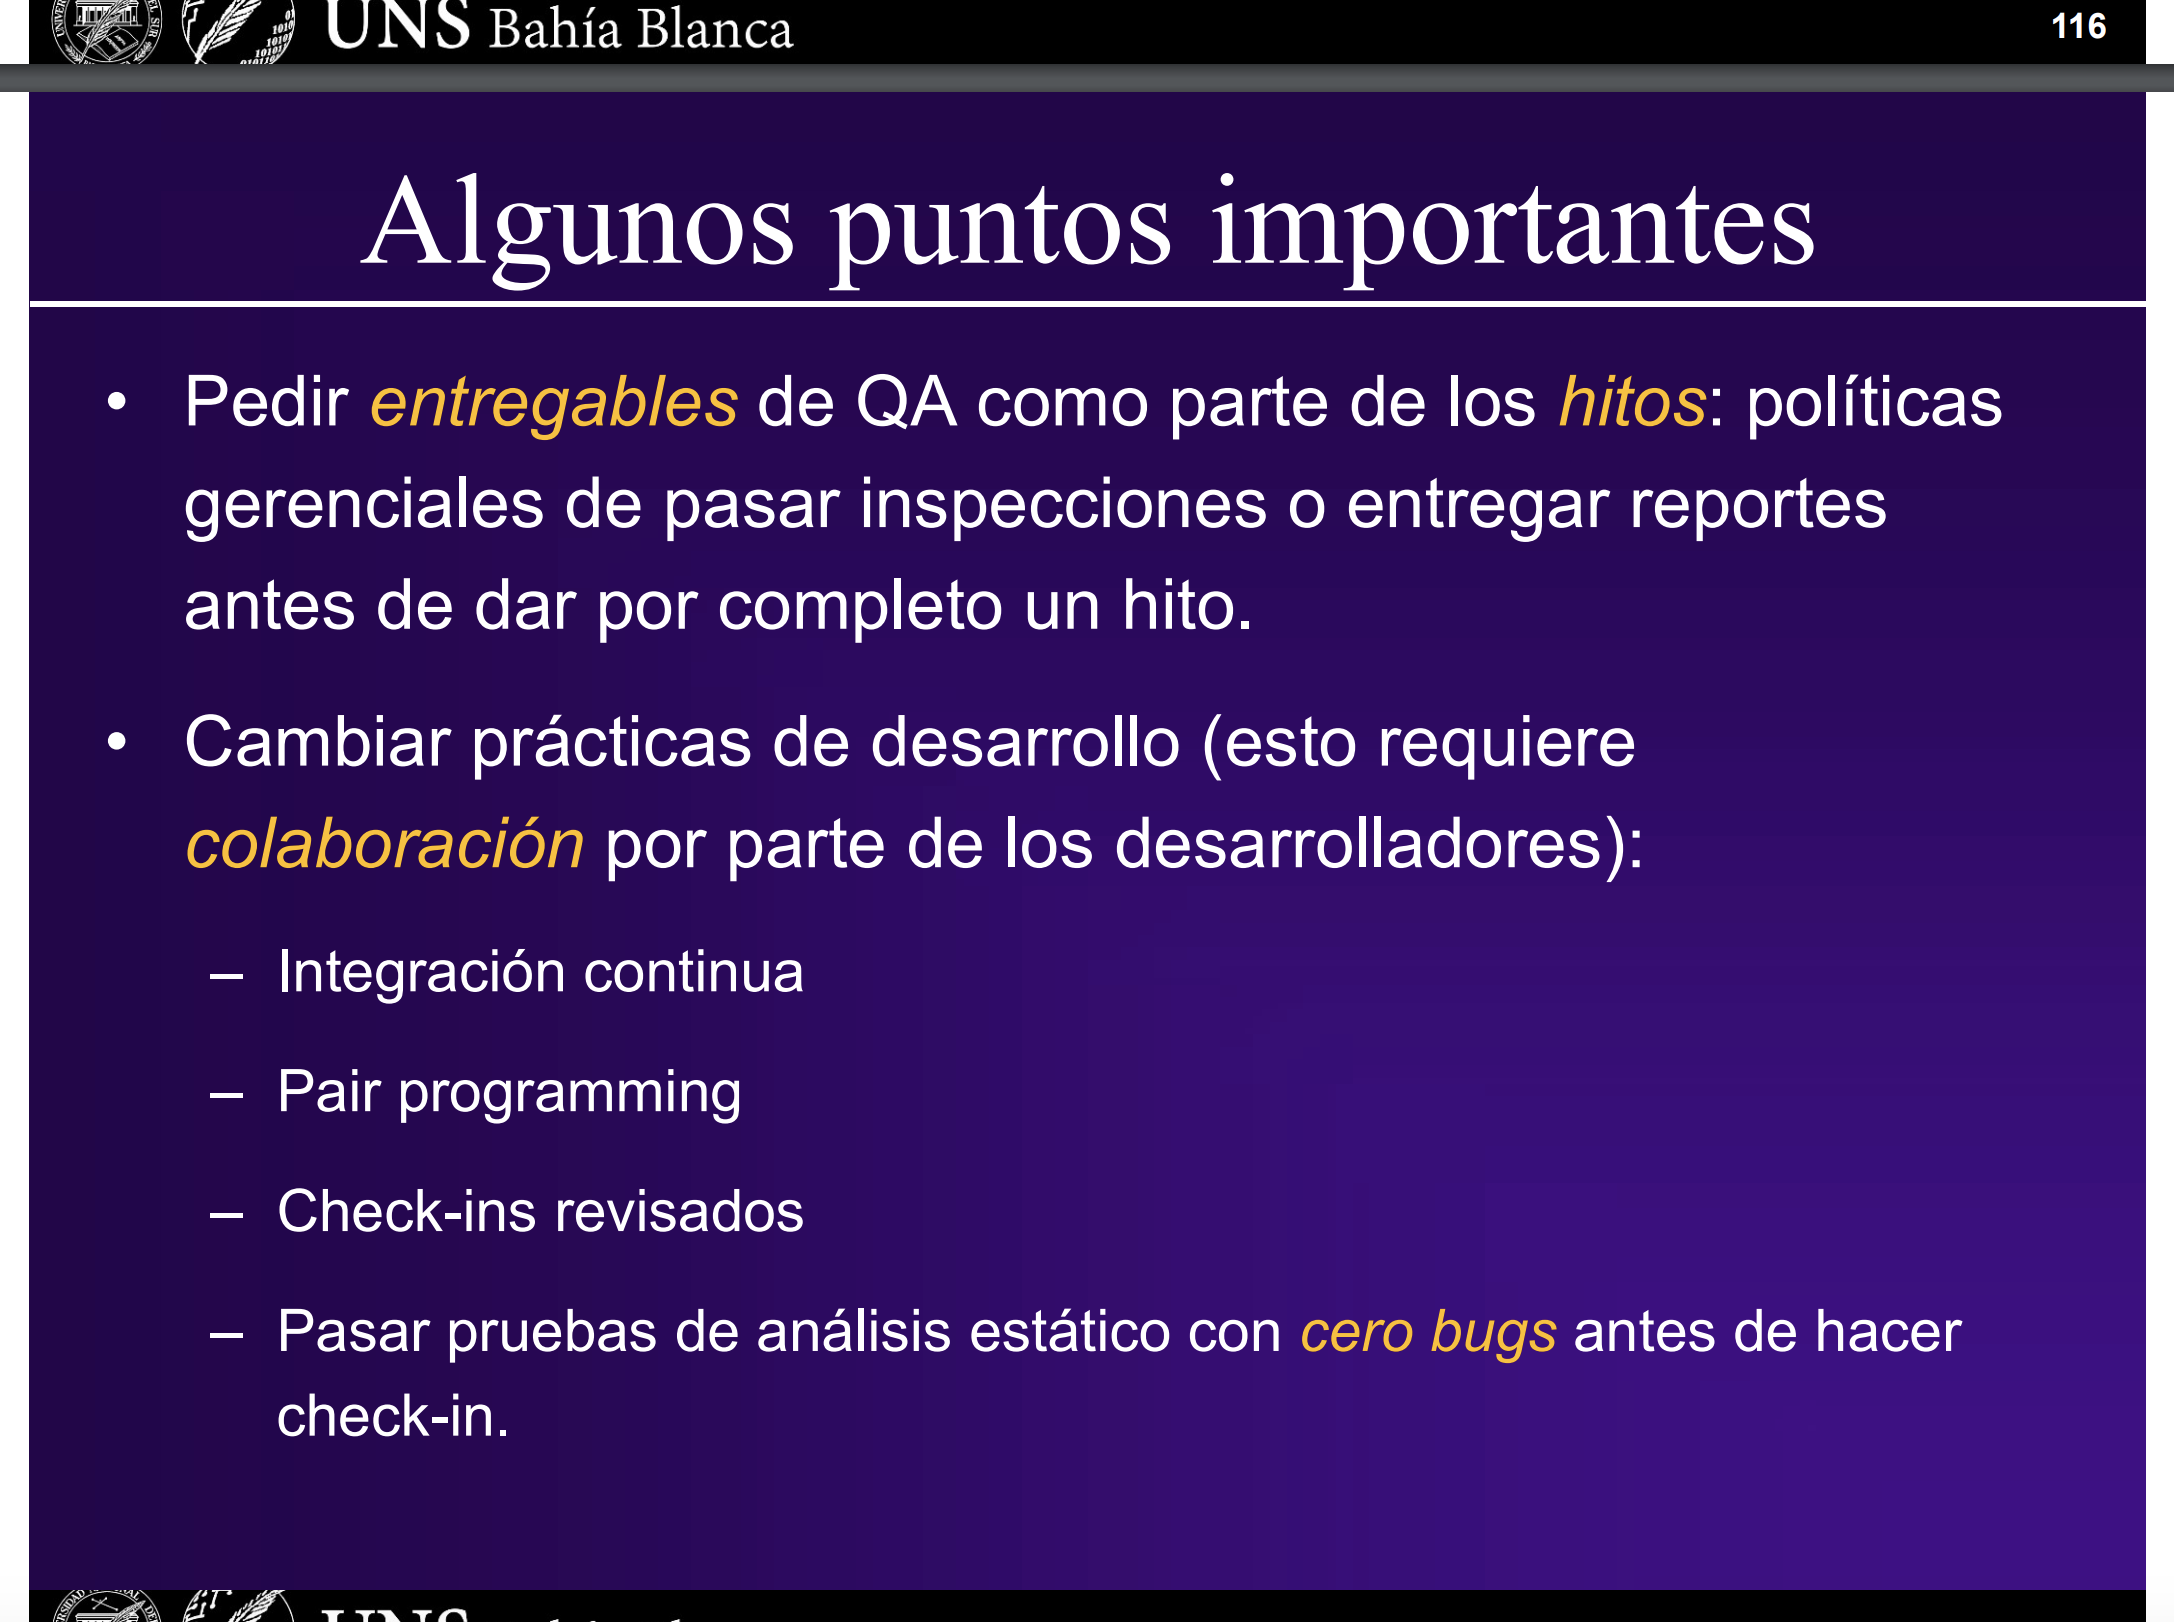 UNS Bahía Blanca
116
Algunos puntos importantes
• Pedir entregables de QA como parte de los hitos: políticas
gerenciales de pasar inspecciones o entregar reportes
antes de dar por completo un hito.
• Cambiar prácticas de desarrollo (esto requiere
colaboración por parte de los desarrolladores):
– Integración continua
– Pair programming
– Check-ins revisados
– Pasar pruebas de análisis estático con cero bugs antes de hacer
check-in.
UNS